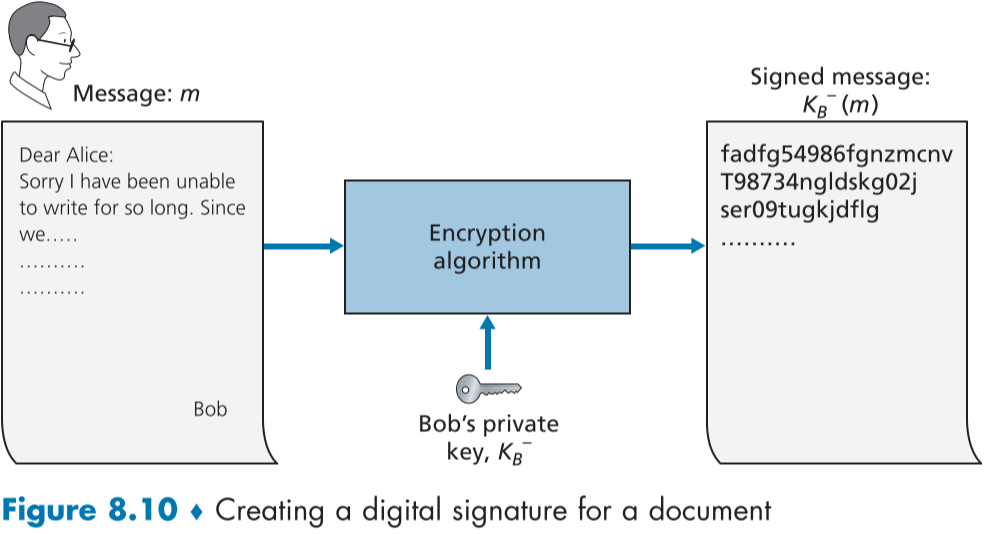 Message: m
Dear Alice:
Sorry I have been unable
to write for so long. Since
we.....
..........
..........
Bob
Encryption
algorithm
Bob's private
key, K_B^-
Signed message:
K_B^- (m)
fadfg54986fgnzmcnv
T98734ngldskg02j
ser09tugkjdflg
..........
Figure 8.10 ♦ Creating a digital signature for a document